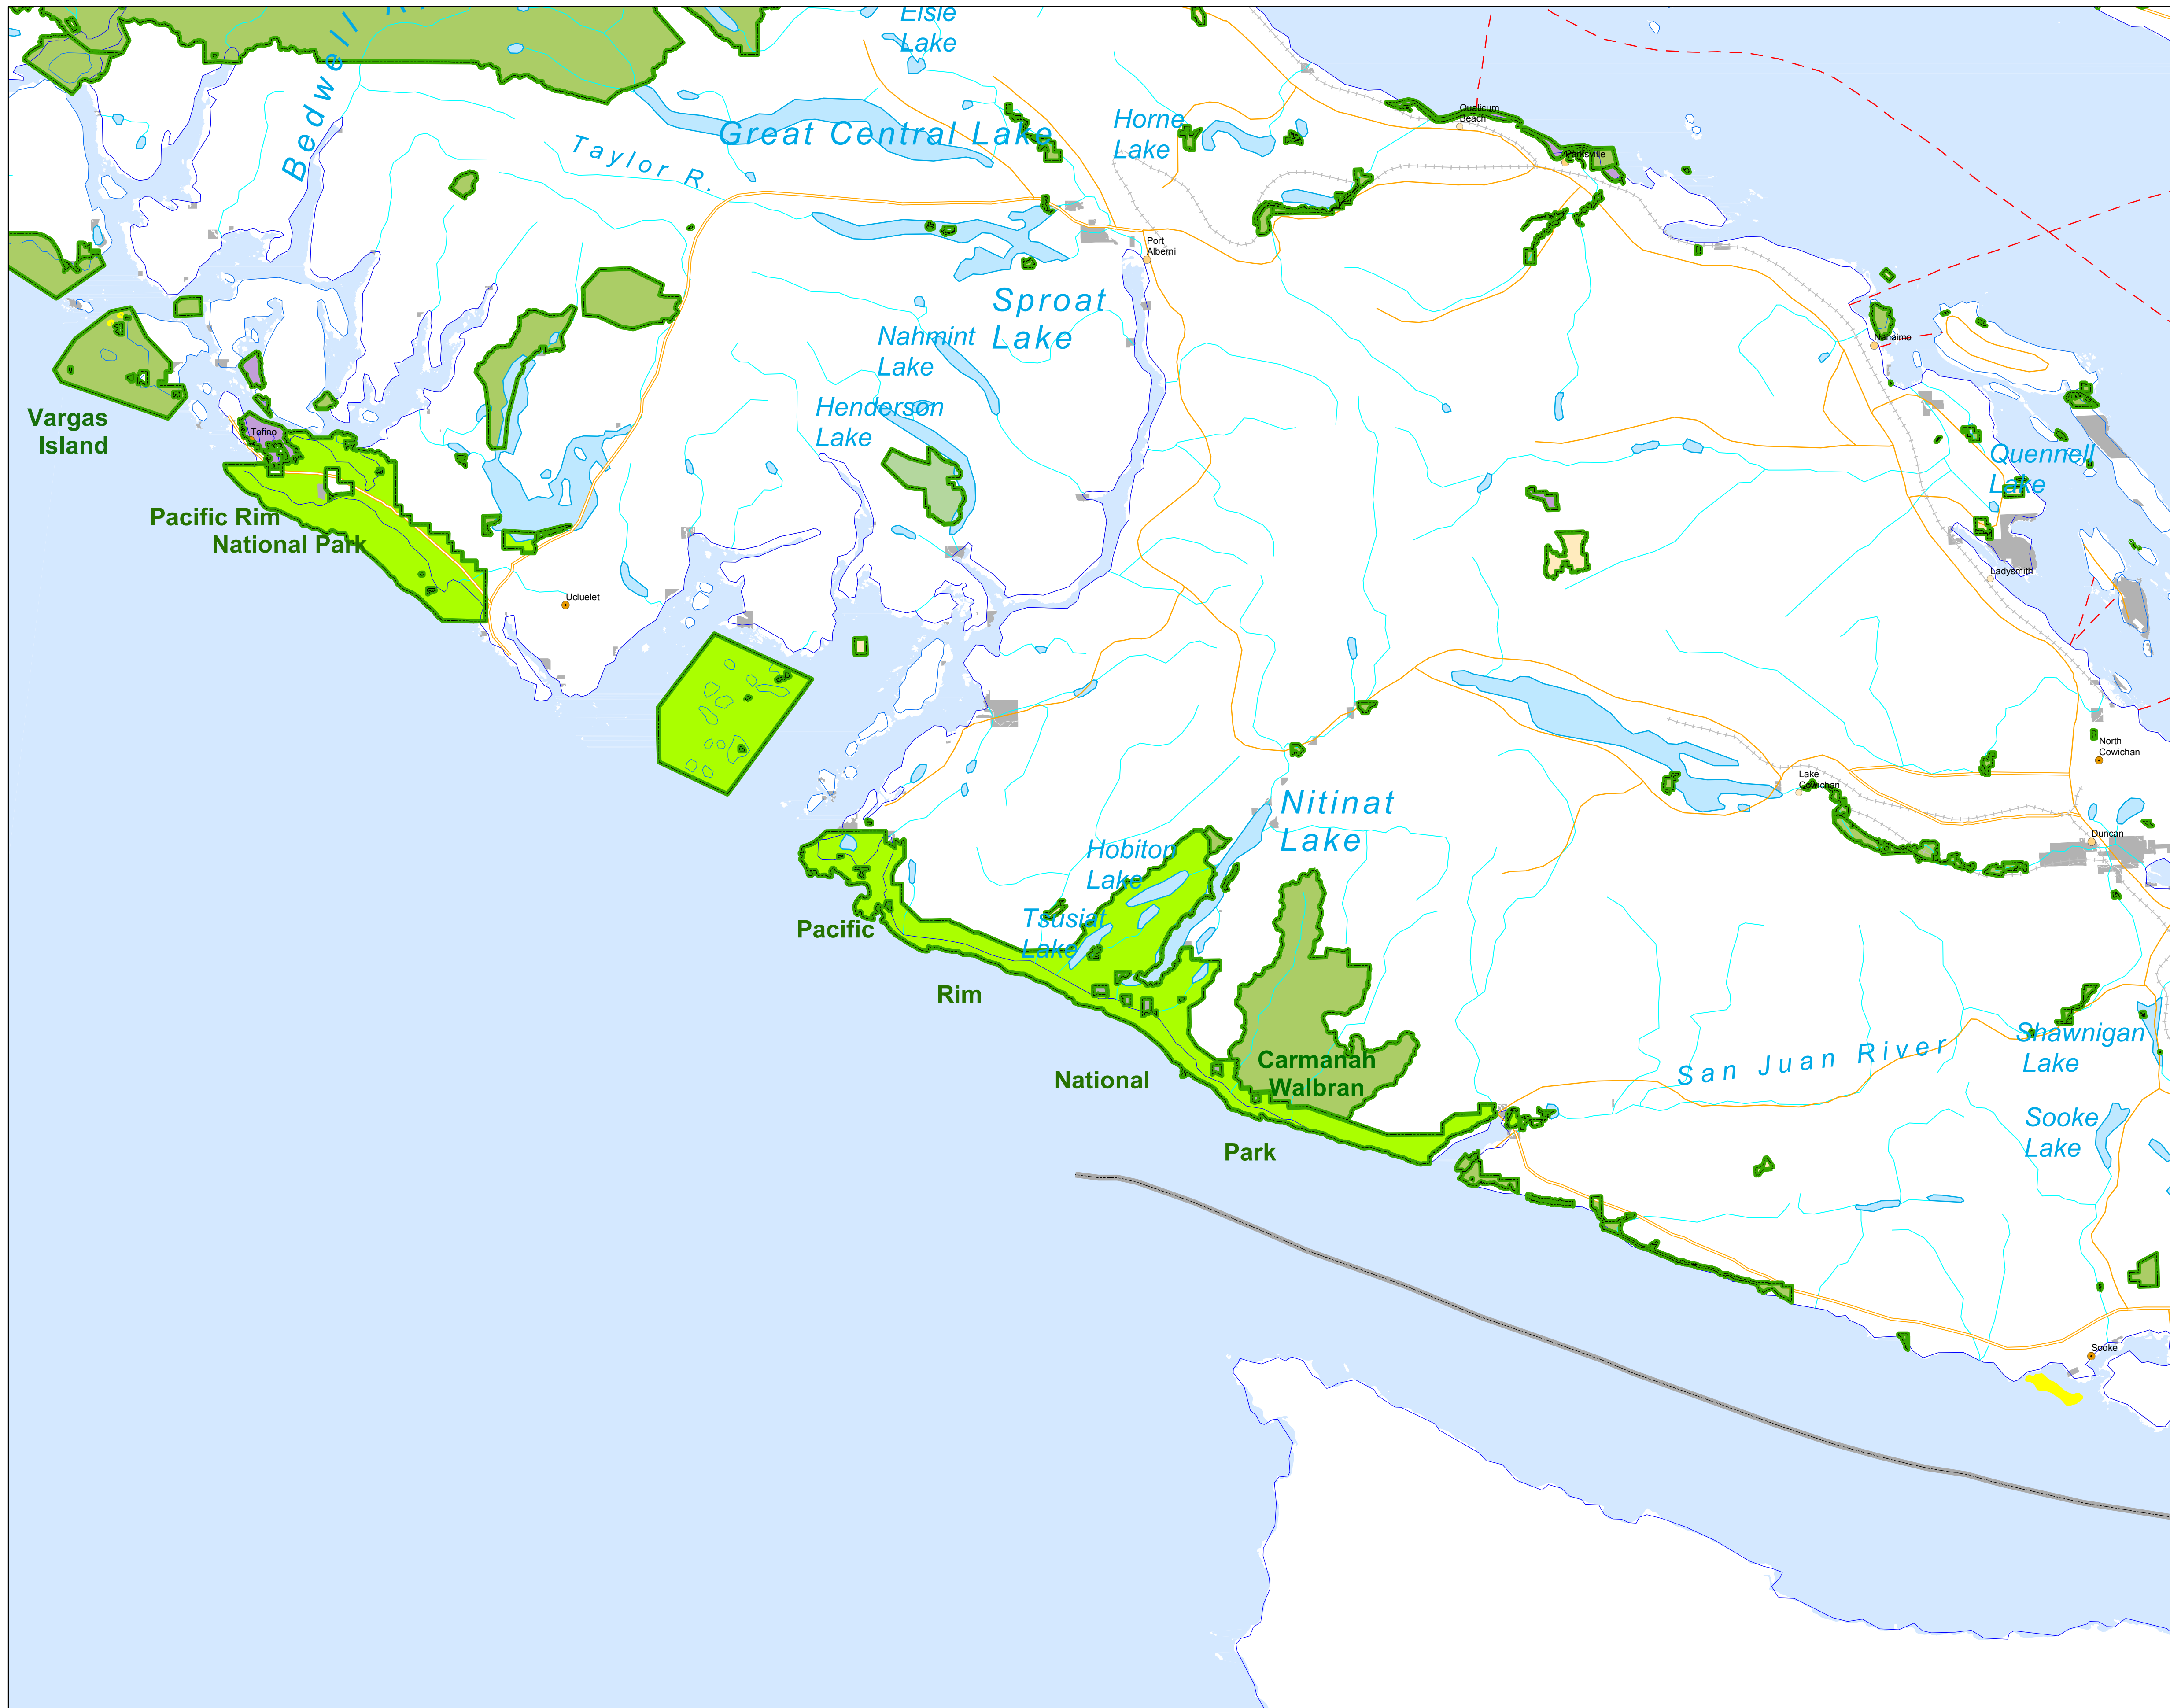 Elsie
Lake
Bedwell
Great Central Lake
Taylor R.
Horne
Lake
Qualicum
Beach
Parksville
Port
Alberni
Sproat
Lake
Nahmint
Lake
Henderson
Lake
Nanaimo
Vargas
Island
Tofino
Pacific Rim
National Park
Quennell
Lake
Ladysmith
Ucluelet
North
Cowichan
Lake
Cowichan
Duncan
Nitinat
Lake
Hobiton
Lake
Tsusiat
Lake
Pacific
Rim
National
Park
Carmanah
Walbran
San Juan River
Shawnigan
Lake
Sooke
Lake
Sooke